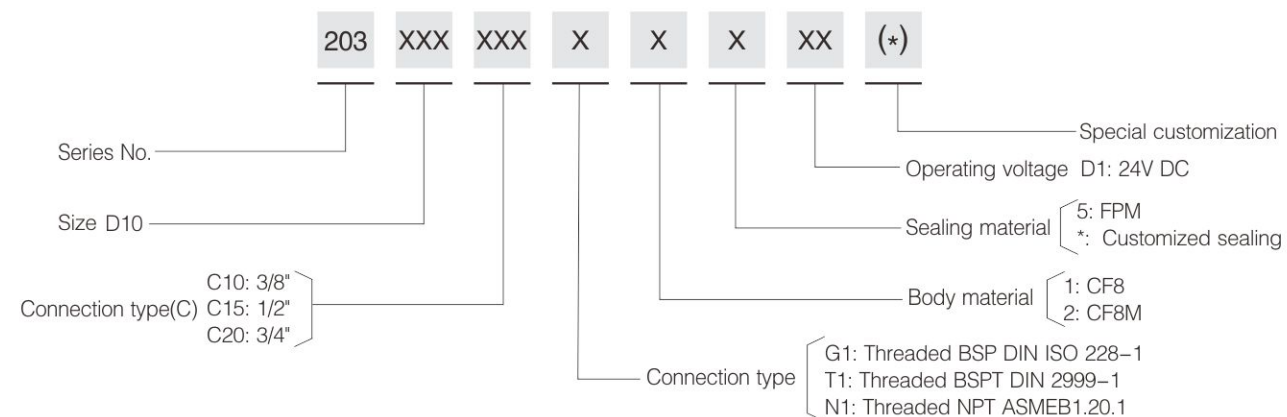 203 XXX XXX X X X XX (*)
Special customization
Series No.
Operating voltage D1: 24V DC
Size D10
Sealing material
5: FPM
*: Customized sealing
Connection type(C)
C10: 3/8"
C15: 1/2"
C20: 3/4"
Body material
1: CF8
2: CF8M
Connection type
G1: Threaded BSP DIN ISO 228-1
T1: Threaded BSPT DIN 2999-1
N1: Threaded NPT ASMEB1.20.1